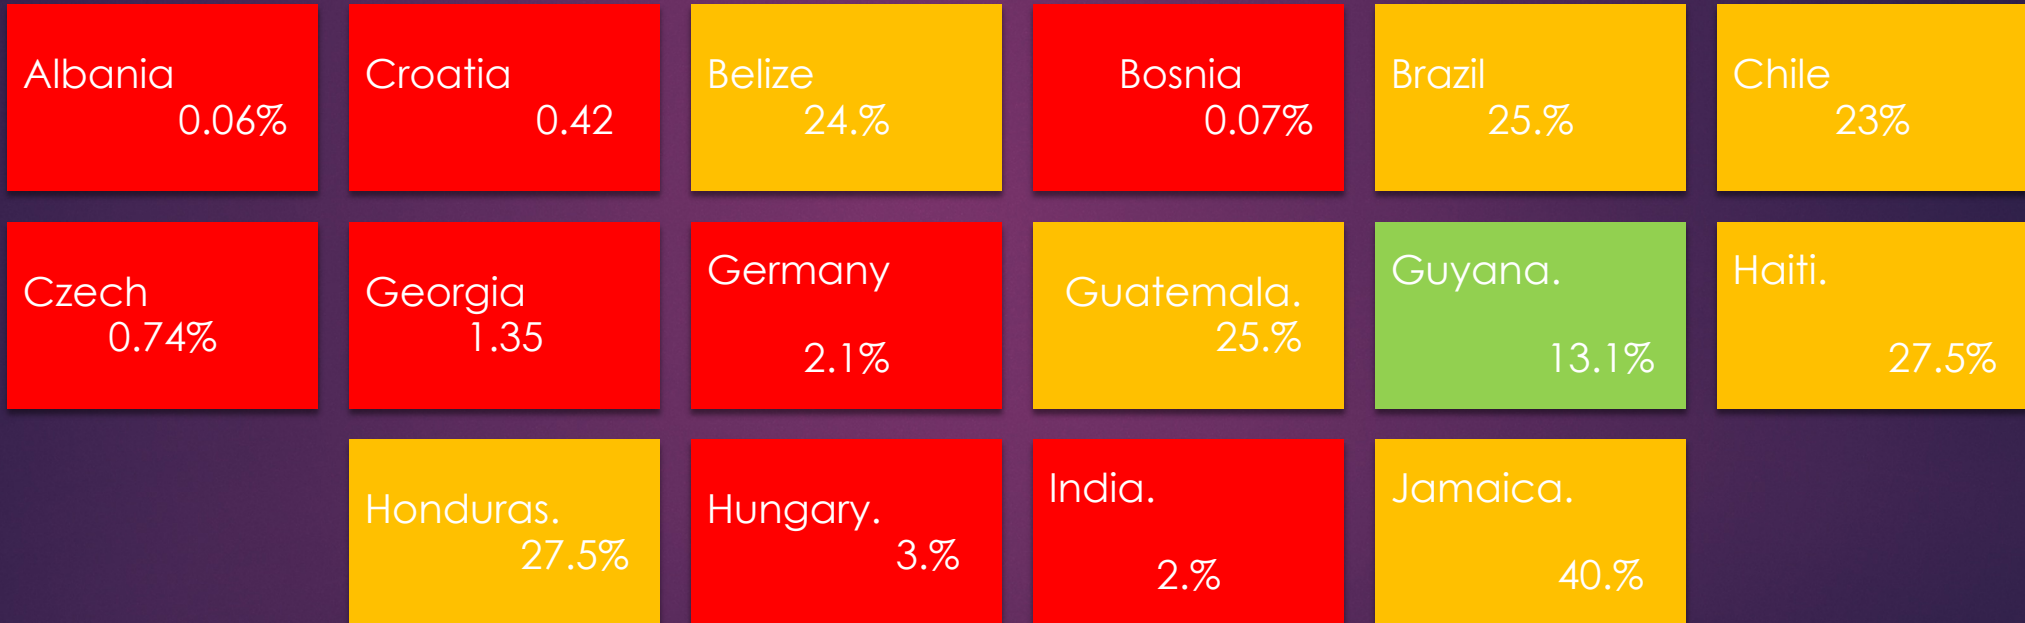 Albania
0.06%
Croatia
0.42
Belize
24.%
Bosnia
0.07%
Brazil
25.%
Chile
23%
Czech
0.74%
Georgia
1.35
Germany
2.1%
Guatemala.
25.%
Guyana.
13.1%
Haiti.
27.5%
Honduras.
27.5%
Hungary.
3.%
India.
2.%
Jamaica.
40.%